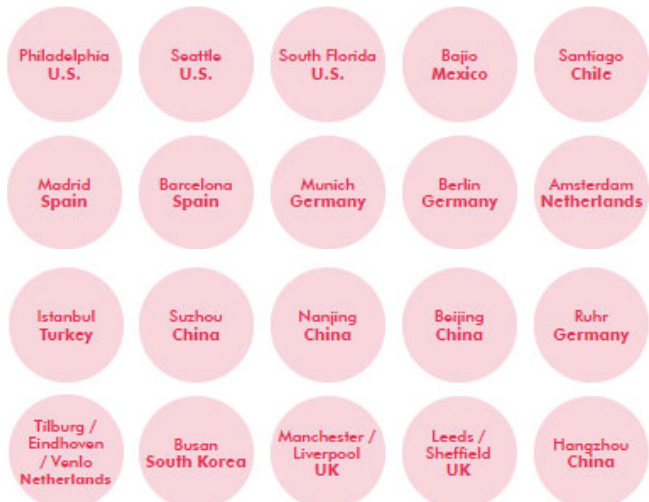 Philadelphia
U.S.
Seattle
U.S.
South Florida
U.S.
Bajio
Mexico
Santiago
Chile
Madrid
Spain
Barcelona
Spain
Munich
Germany
Berlin
Germany
Amsterdam
Netherlands
Istanbul
Turkey
Suzhou
China
Nanjing
China
Beijing
China
Ruhr
Germany
Tilburg /
Eindhoven
/ Venlo
Netherlands
Busan
South Korea
Manchester /
Liverpool
UK
Leeds /
Sheffield
UK
Hangzhou
China